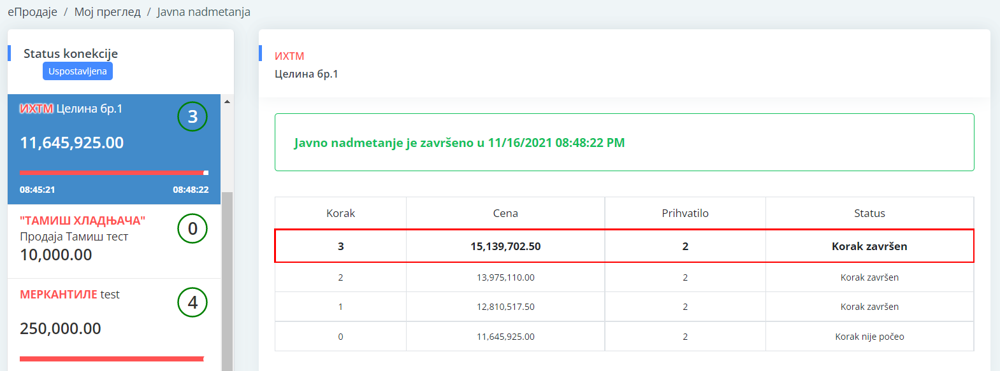 еПродаје / Мој преглед / Javna nadmetanja
Status konekcije
Uspostavljena
ИХТМ Целина бр.1
3
11,645,925.00
08:45:21 08:48:22
"ТАМИШ ХЛАДЊАЧА"
0
Продаја Тамиш тест
10,000.00
МЕРКАНТИЛЕ test
4
250,000.00
ИХТМ
Целина бр.1
Javno nadmetanje je završeno u 11/16/2021 08:48:22 PM
Korak Cena Prihvatilo Status
3 15,139,702.50 2 Korak završen
2 13,975,110.00 2 Korak završen
1 12,810,517.50 2 Korak završen
0 11,645,925.00 2 Korak nije počeo